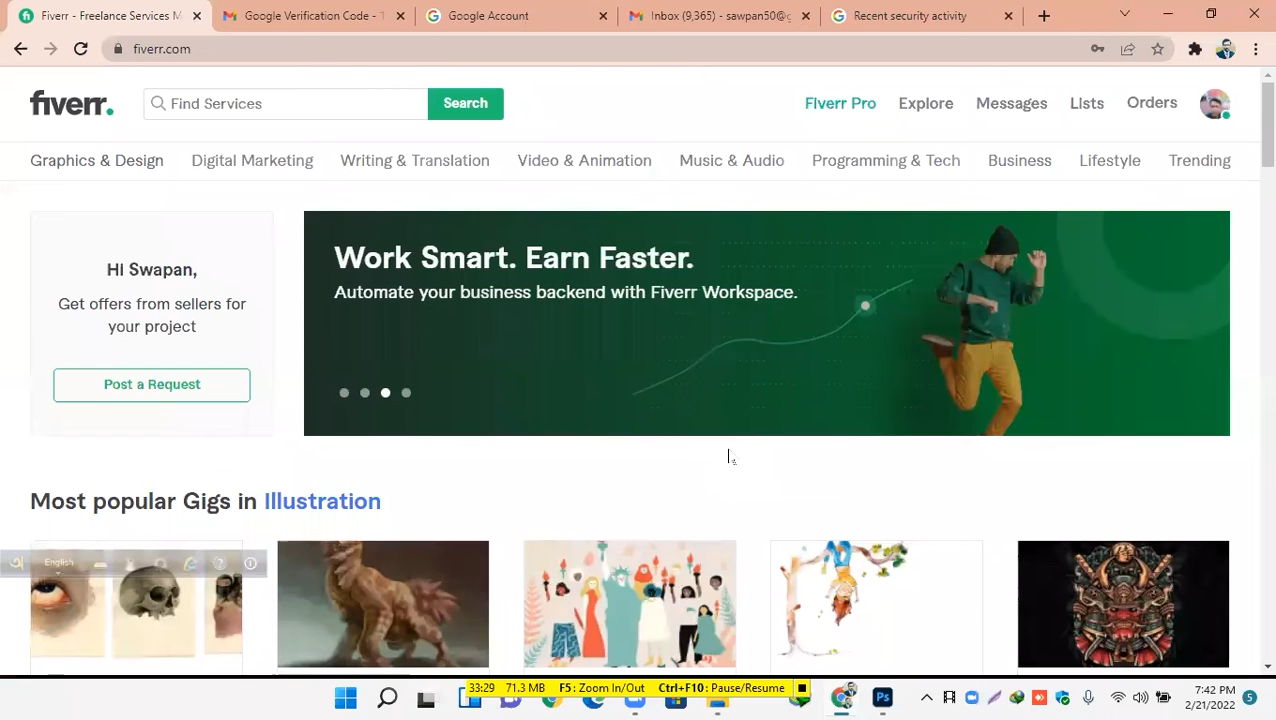 Fiverr - Freelance Services M
Google Verification Code - T
Google Account
Inbox (9,365) - sawpan50@g
Recent security activity
fiverr.com
fiverr.
Find Services
Search
Fiverr Pro
Explore
Messages
Lists
Orders
Graphics & Design
Digital Marketing
Writing & Translation
Video & Animation
Music & Audio
Programming & Tech
Business
Lifestyle
Trending
Hi Swapan,
Get offers from sellers for
your project
Post a Request
Work Smart. Earn Faster.
Automate your business backend with Fiverr Workspace.
Most popular Gigs in Illustration
English
33:29 71.3 MB F5: Zoom In/Out Ctrl+F10: Pause/Resume
Ps
7:42 PM
2/21/2022
5